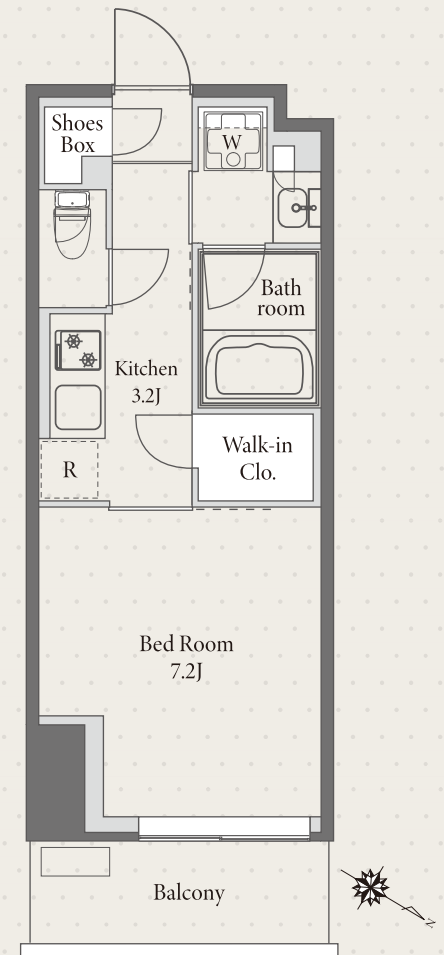 Shoes
Box
W
Bath
room
Kitchen
3.2J
Walk-in
Clo.
R
Bed Room
7.2J
Balcony
N